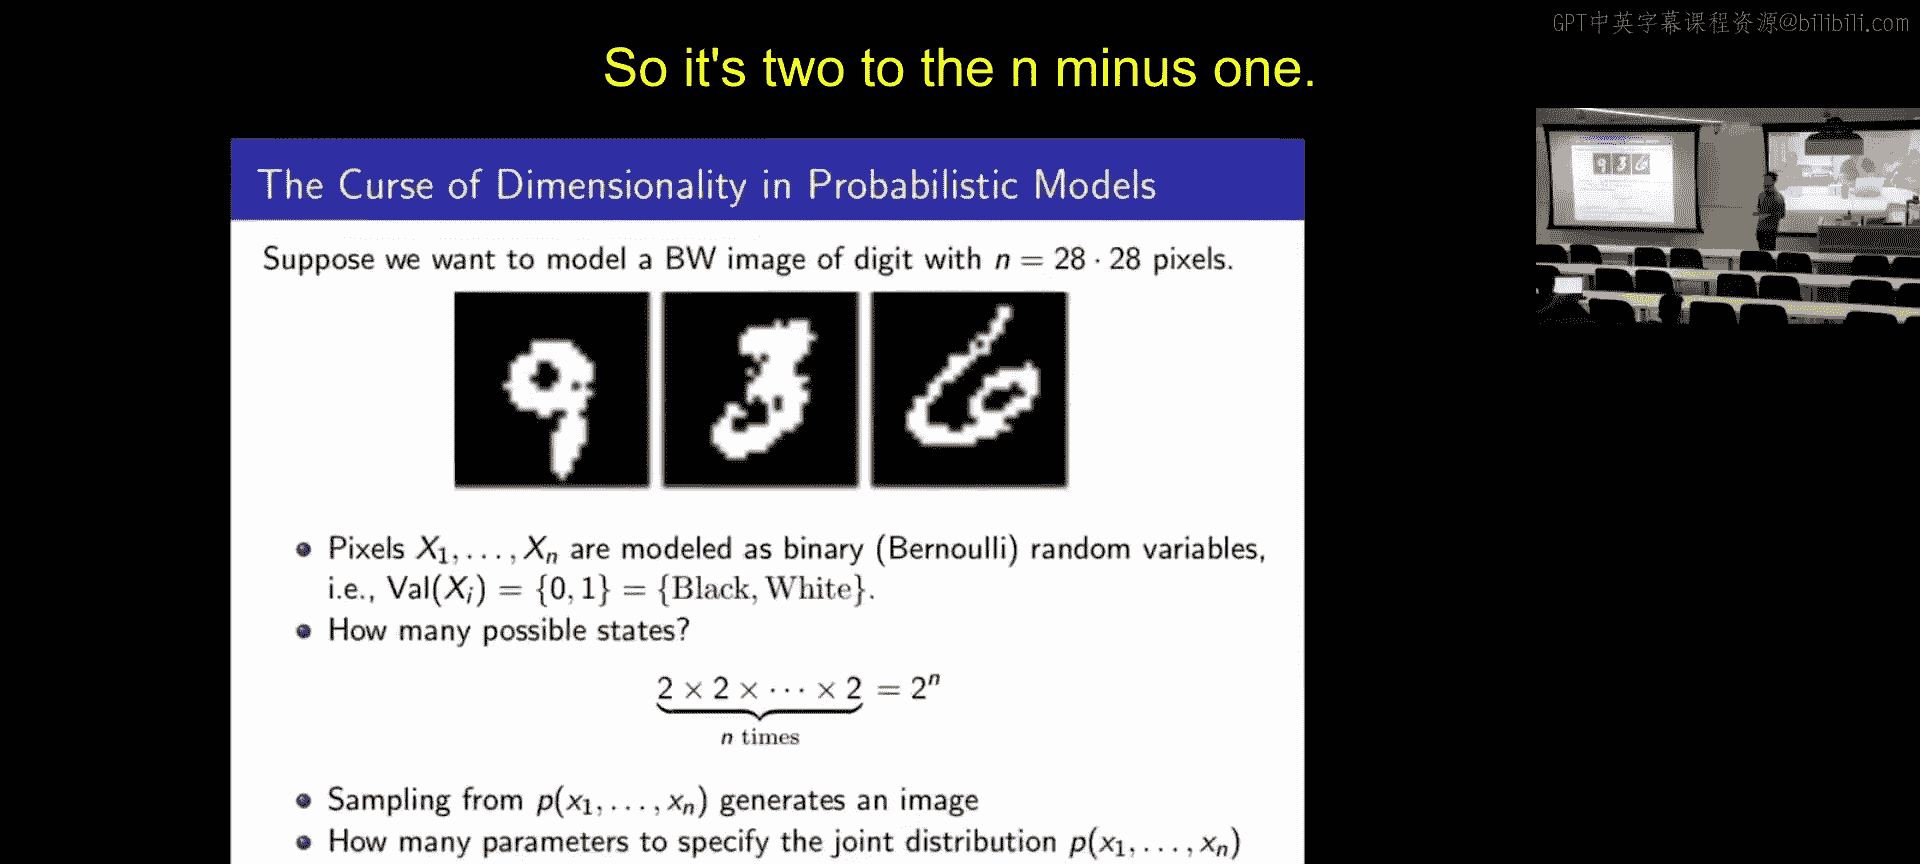 GPT中英字幕课程资源@bilibili.com
So it's two to the n minus one.
The Curse of Dimensionality in Probabilistic Models
Suppose we want to model a BW image of digit with n = 28 · 28 pixels.
9 3 6
Pixels X₁, . . . , Xₙ are modeled as binary (Bernoulli) random variables,
i.e., Val(Xᵢ) = {0, 1} = {Black, White}.
How many possible states?
2 × 2 × · · · × 2 = 2ⁿ
n times
Sampling from p(x₁, . . . , xₙ) generates an image
How many parameters to specify the joint distribution p(x₁, . . . , xₙ)